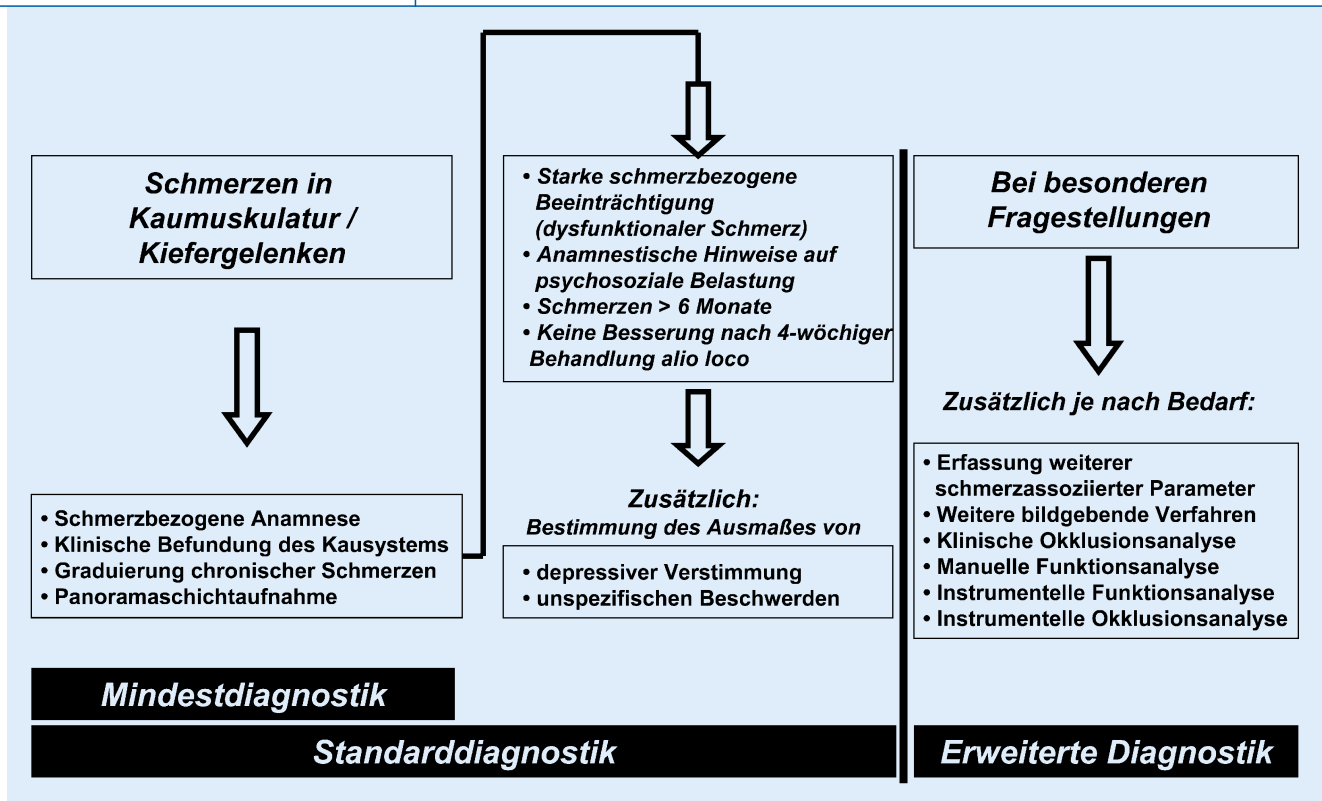 Schmerzen in
Kaumuskulatur /
Kiefergelenken
• Schmerzbezogene Anamnese
• Klinische Befundung des Kausystems
• Graduierung chronischer Schmerzen
• Panoramaschichtaufnahme
• Starke schmerzbezogene
Beeinträchtigung
(dysfunktionaler Schmerz)
• Anamnestische Hinweise auf
psychosoziale Belastung
• Schmerzen > 6 Monate
• Keine Besserung nach 4-wöchiger
Behandlung alio loco
Zusätzlich:
Bestimmung des Ausmaßes von
• depressiver Verstimmung
• unspezifischen Beschwerden
Bei besonderen
Fragestellungen
Zusätzlich je nach Bedarf:
• Erfassung weiterer
schmerzassoziierter Parameter
• Weitere bildgebende Verfahren
• Klinische Okklusionsanalyse
• Manuelle Funktionsanalyse
• Instrumentelle Funktionsanalyse
• Instrumentelle Okklusionsanalyse
Mindestdiagnostik
Standarddiagnostik
Erweiterte Diagnostik